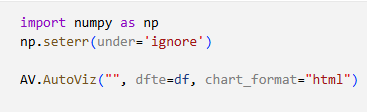 import numpy as np
np.seterr(under='ignore')
AV.AutoViz("", dfte=df, chart_format="html")